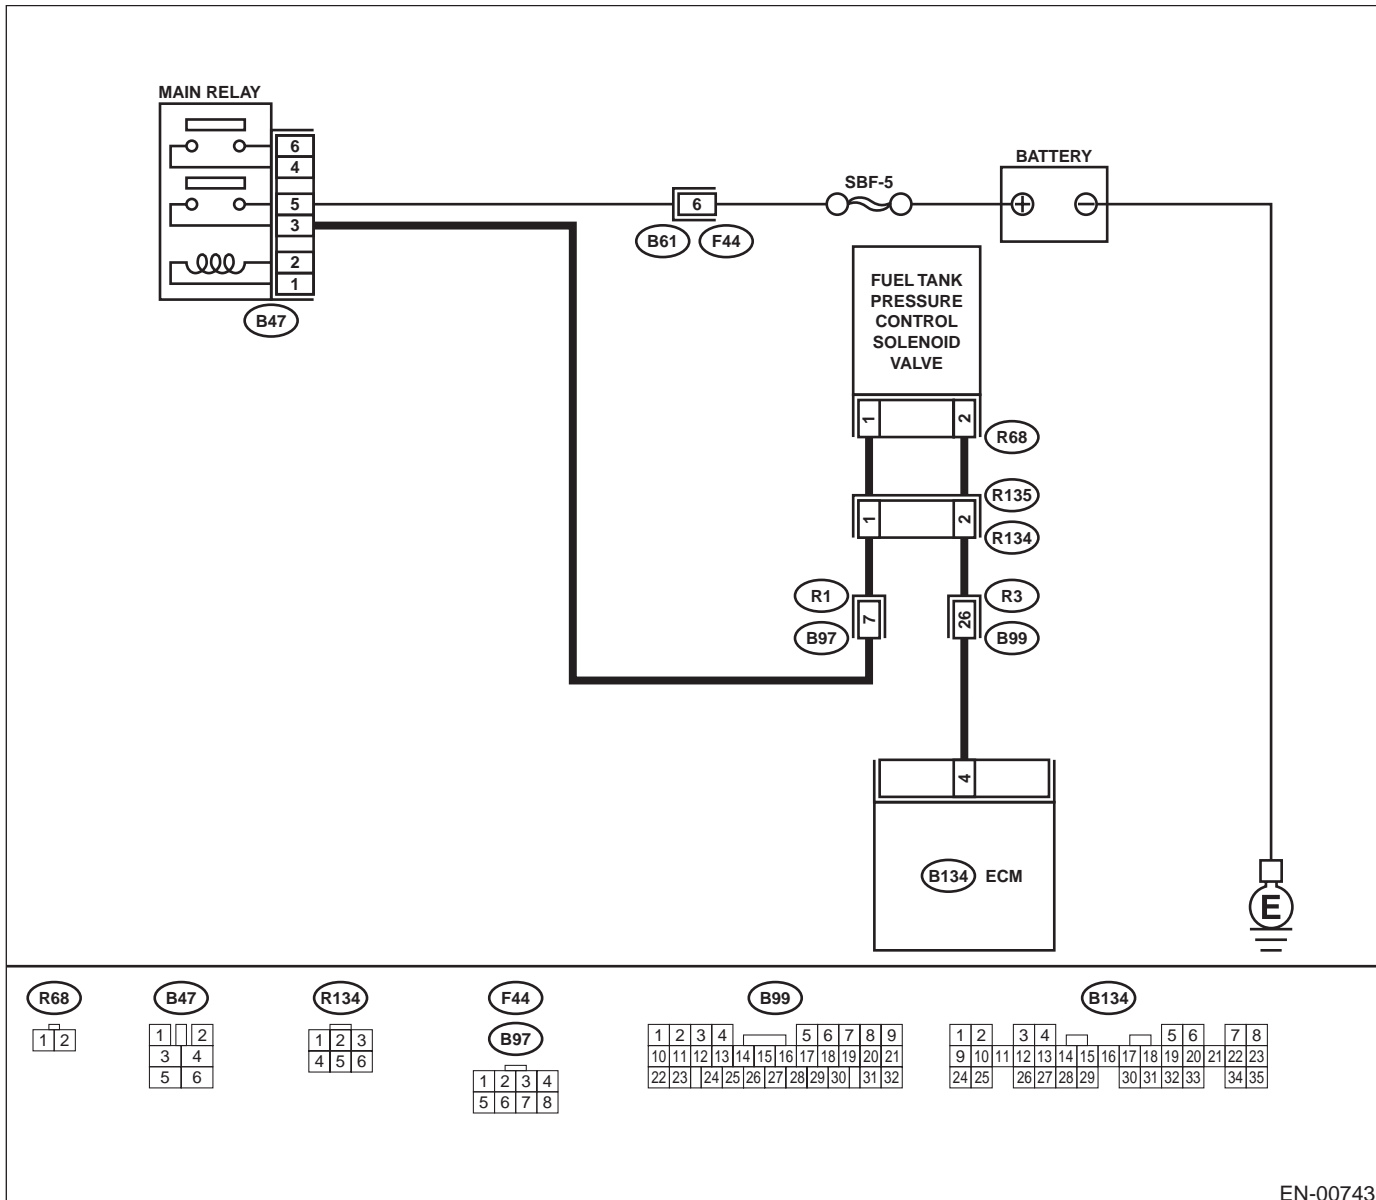 MAIN RELAY
6
4
5
3
2
1
B47
6
B61 F44
SBF-5
BATTERY
FUEL TANK
PRESSURE
CONTROL
SOLENOID
VALVE
1 2
R68
R135
1 2
R134
R1
7
B97
R3
26
B99
4
B134 ECM
E
R68
1 2
B47
1 2
3 4
5 6
R134
1 2 3
4 5 6
F44
B97
1 2 3 4
5 6 7 8
B99
1 2 3 4 5 6 7 8 9
10 11 12 13 14 15 16 17 18 19 20 21
22 23 24 25 26 27 28 29 30 31 32
B134
1 2 3 4 5 6 7 8
9 10 11 12 13 14 15 16 17 18 19 20 21 22 23
24 25 26 27 28 29 30 31 32 33 34 35
EN-00743